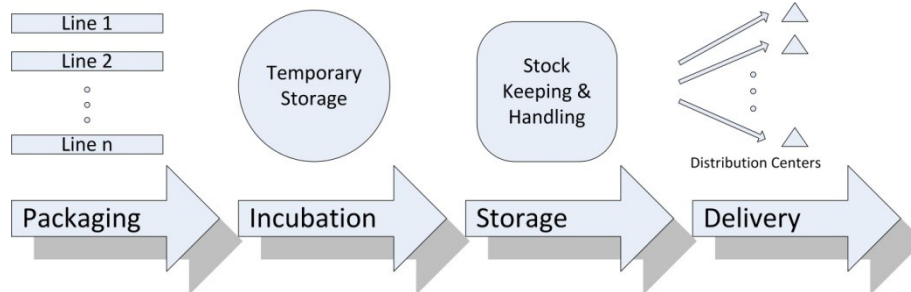 Line 1
Line 2
Line n
Temporary
Storage
Stock
Keeping &
Handling
Distribution Centers
Packaging
Incubation
Storage
Delivery